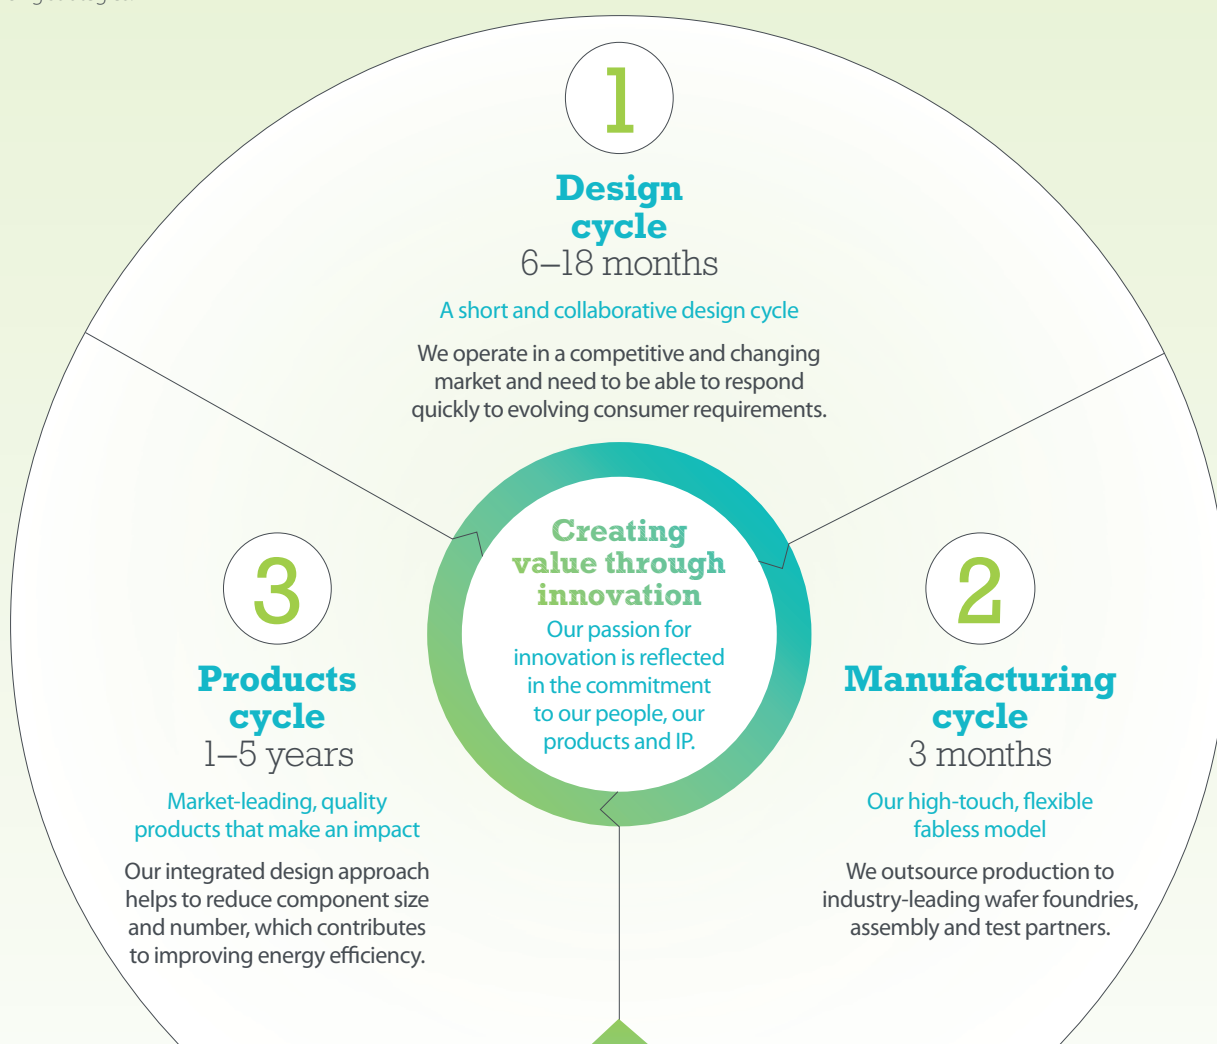 1
Design
cycle
6–18 months
A short and collaborative design cycle
We operate in a competitive and changing
market and need to be able to respond
quickly to evolving consumer requirements.
Creating
value through
innovation
Our passion for
innovation is reflected
in the commitment
to our people, our
products and IP.
2
Manufacturing
cycle
3 months
Our high-touch, flexible
fabless model
We outsource production to
industry-leading wafer foundries,
assembly and test partners.
3
Products
cycle
1–5 years
Market-leading, quality
products that make an impact
Our integrated design approach
helps to reduce component size
and number, which contributes
to improving energy efficiency.